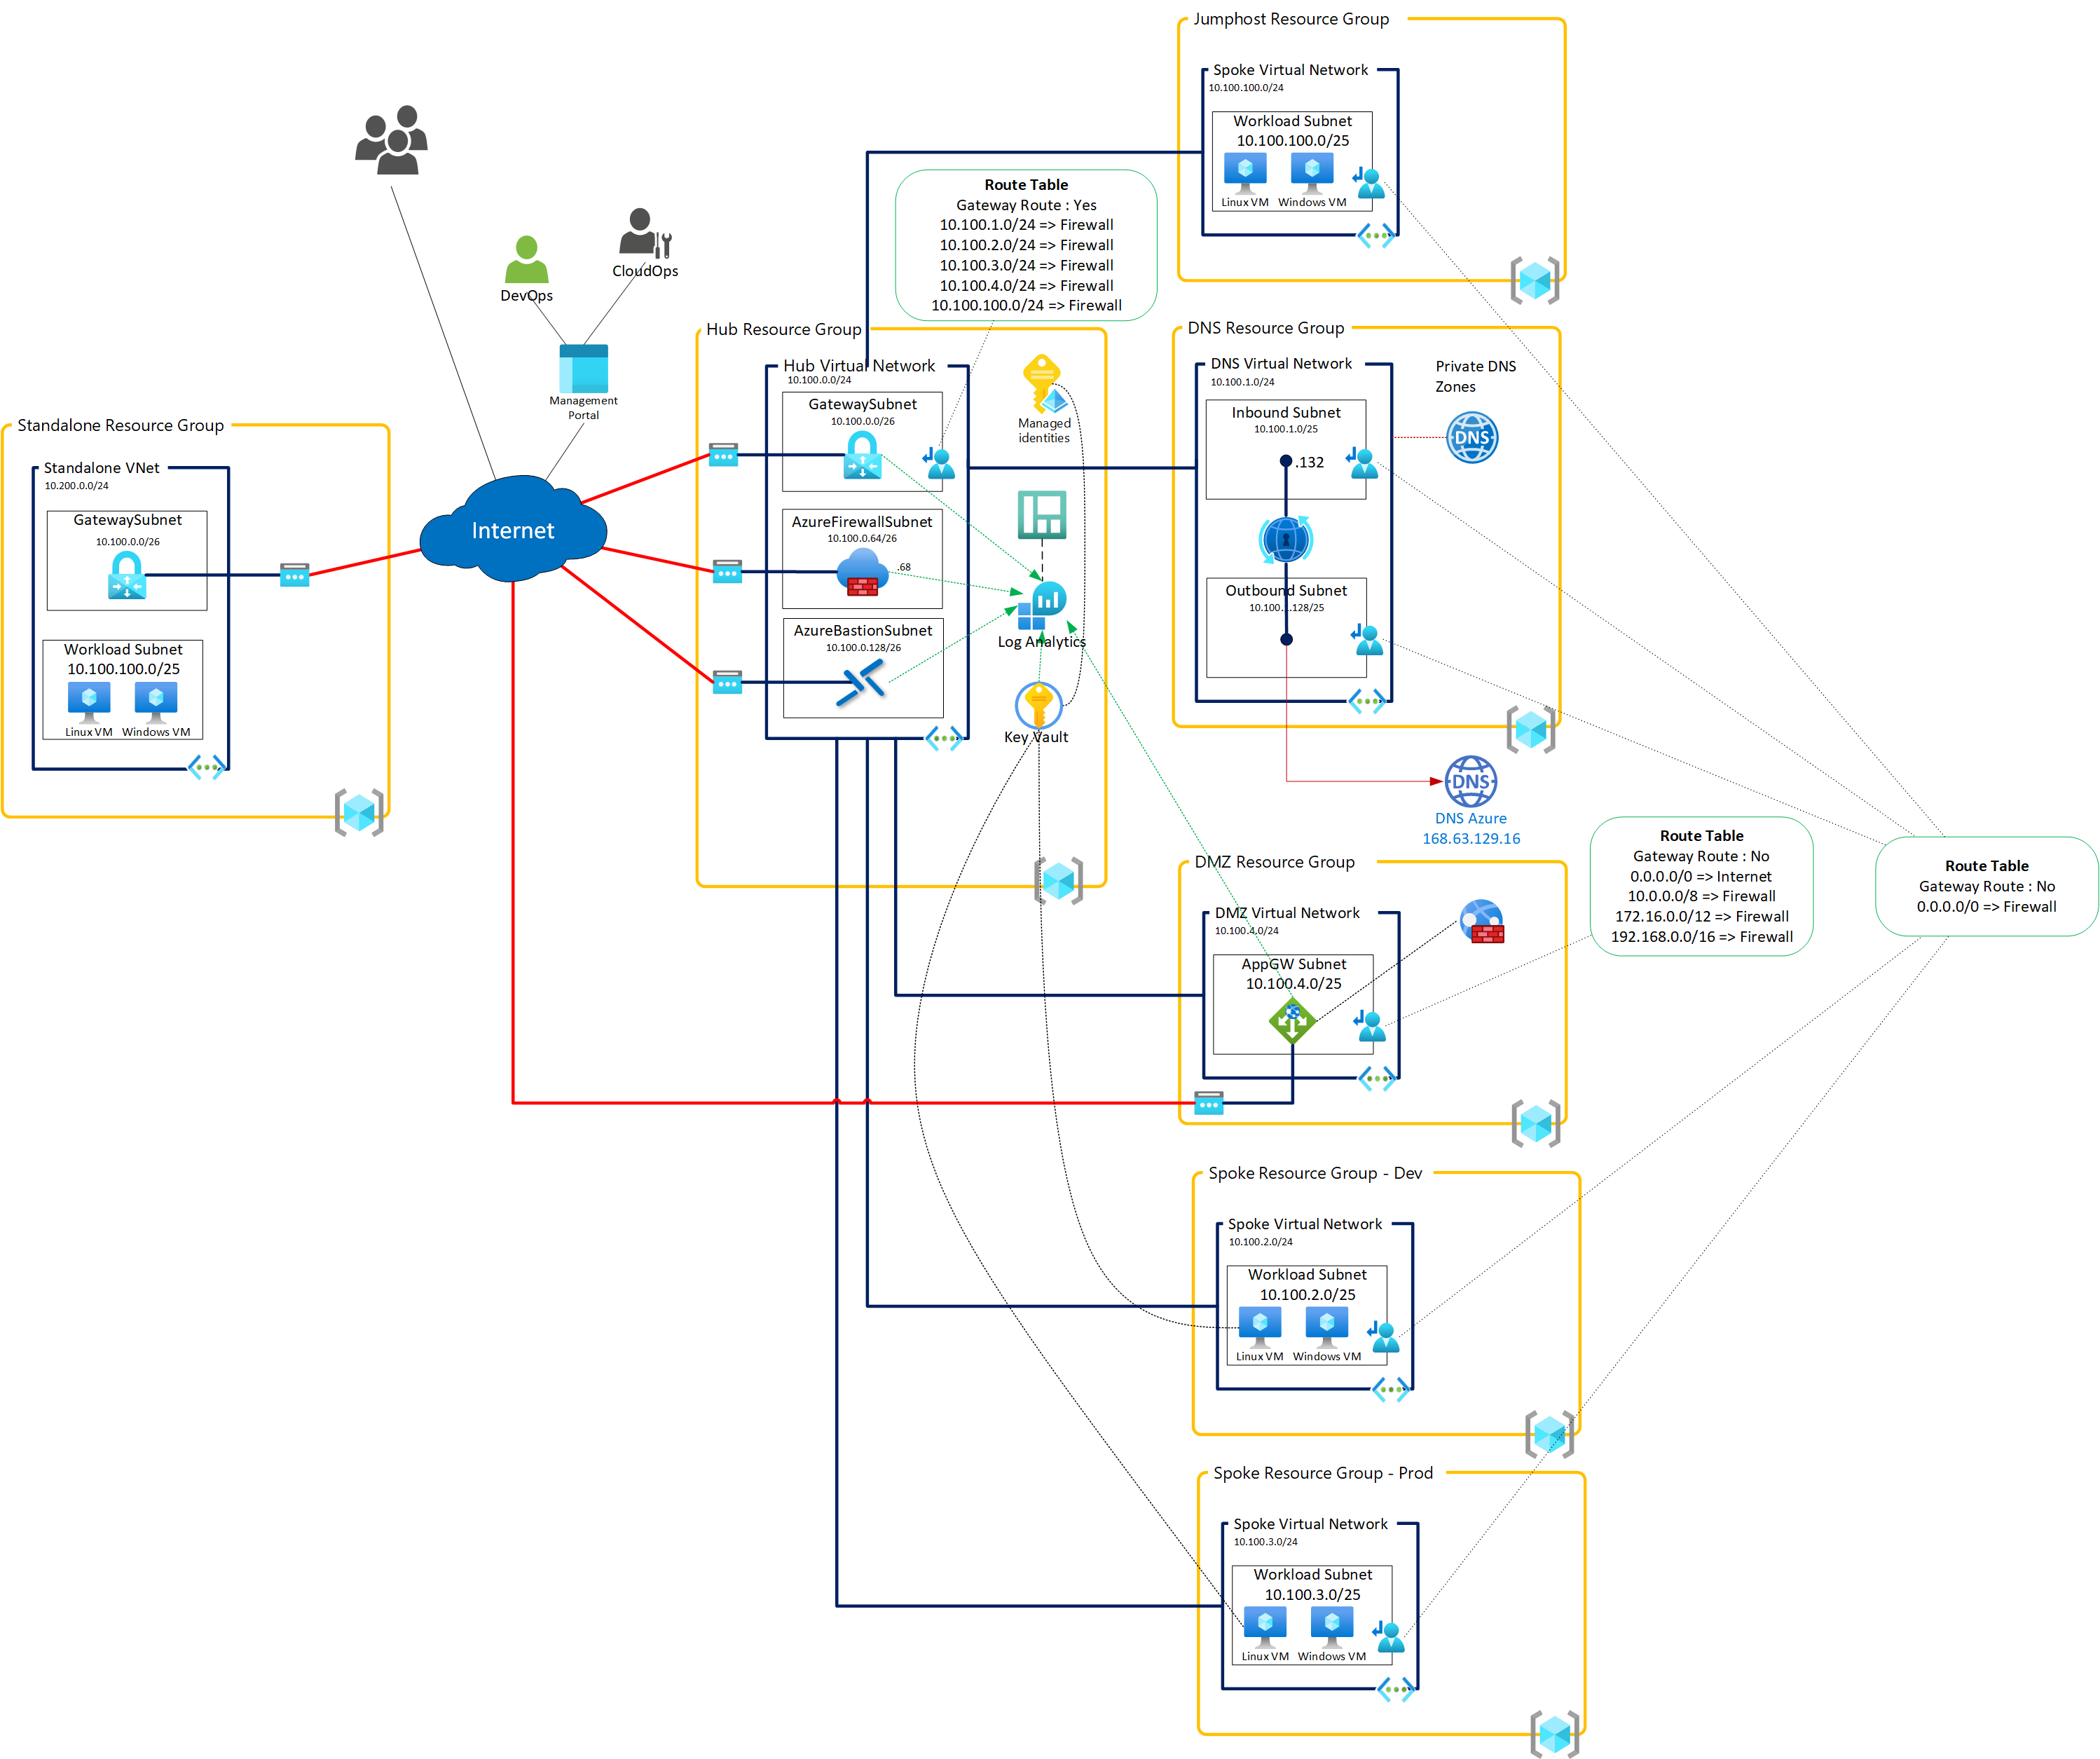 Jumphost Resource Group
Spoke Virtual Network
10.100.100.0/24
Workload Subnet
10.100.100.0/25
Linux VM
Windows VM
Route Table
Gateway Route : Yes
10.100.1.0/24 => Firewall
10.100.2.0/24 => Firewall
10.100.3.0/24 => Firewall
10.100.4.0/24 => Firewall
10.100.100.0/24 => Firewall
DevOps
CloudOps
Management
Portal
Internet
Standalone Resource Group
Standalone VNet
10.200.0.0/24
GatewaySubnet
10.100.0.0/26
Workload Subnet
10.100.100.0/25
Linux VM
Windows VM
Hub Resource Group
Hub Virtual Network
10.100.0.0/24
GatewaySubnet
10.100.0.0/26
AzureFirewallSubnet
10.100.0.64/26
.68
AzureBastionSubnet
10.100.0.128/26
Managed
identities
Log Analytics
Key Vault
DNS Resource Group
DNS Virtual Network
10.100.1.0/24
Inbound Subnet
10.100.1.0/25
.132
Outbound Subnet
10.100. .128/25
Private DNS
Zones
DNS
DNS
DNS Azure
168.63.129.16
DMZ Resource Group
DMZ Virtual Network
10.100.4.0/24
AppGW Subnet
10.100.4.0/25
Route Table
Gateway Route : No
0.0.0.0/0 => Internet
10.0.0.0/8 => Firewall
172.16.0.0/12 => Firewall
192.168.0.0/16 => Firewall
Route Table
Gateway Route : No
0.0.0.0/0 => Firewall
Spoke Resource Group - Dev
Spoke Virtual Network
10.100.2.0/24
Workload Subnet
10.100.2.0/25
Linux VM
Windows VM
Spoke Resource Group - Prod
Spoke Virtual Network
10.100.3.0/24
Workload Subnet
10.100.3.0/25
Linux VM
Windows VM